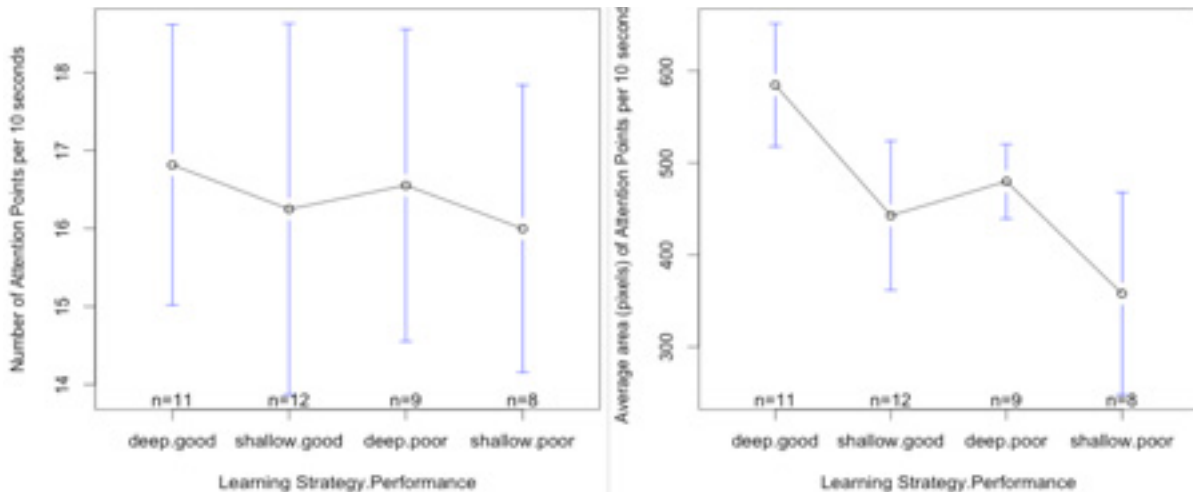 Number of Attention Points per 10 seconds
18
17
16
15
14
n=11 n=12 n=9 n=8
deep.good shallow.good deep.poor shallow.poor
Learning Strategy.Performance
Average area (pixels) of Attention Points per 10 second
600
500
400
300
n=11 n=12 n=9 n=8
deep.good shallow.good deep.poor shallow.poor
Learning Strategy.Performance